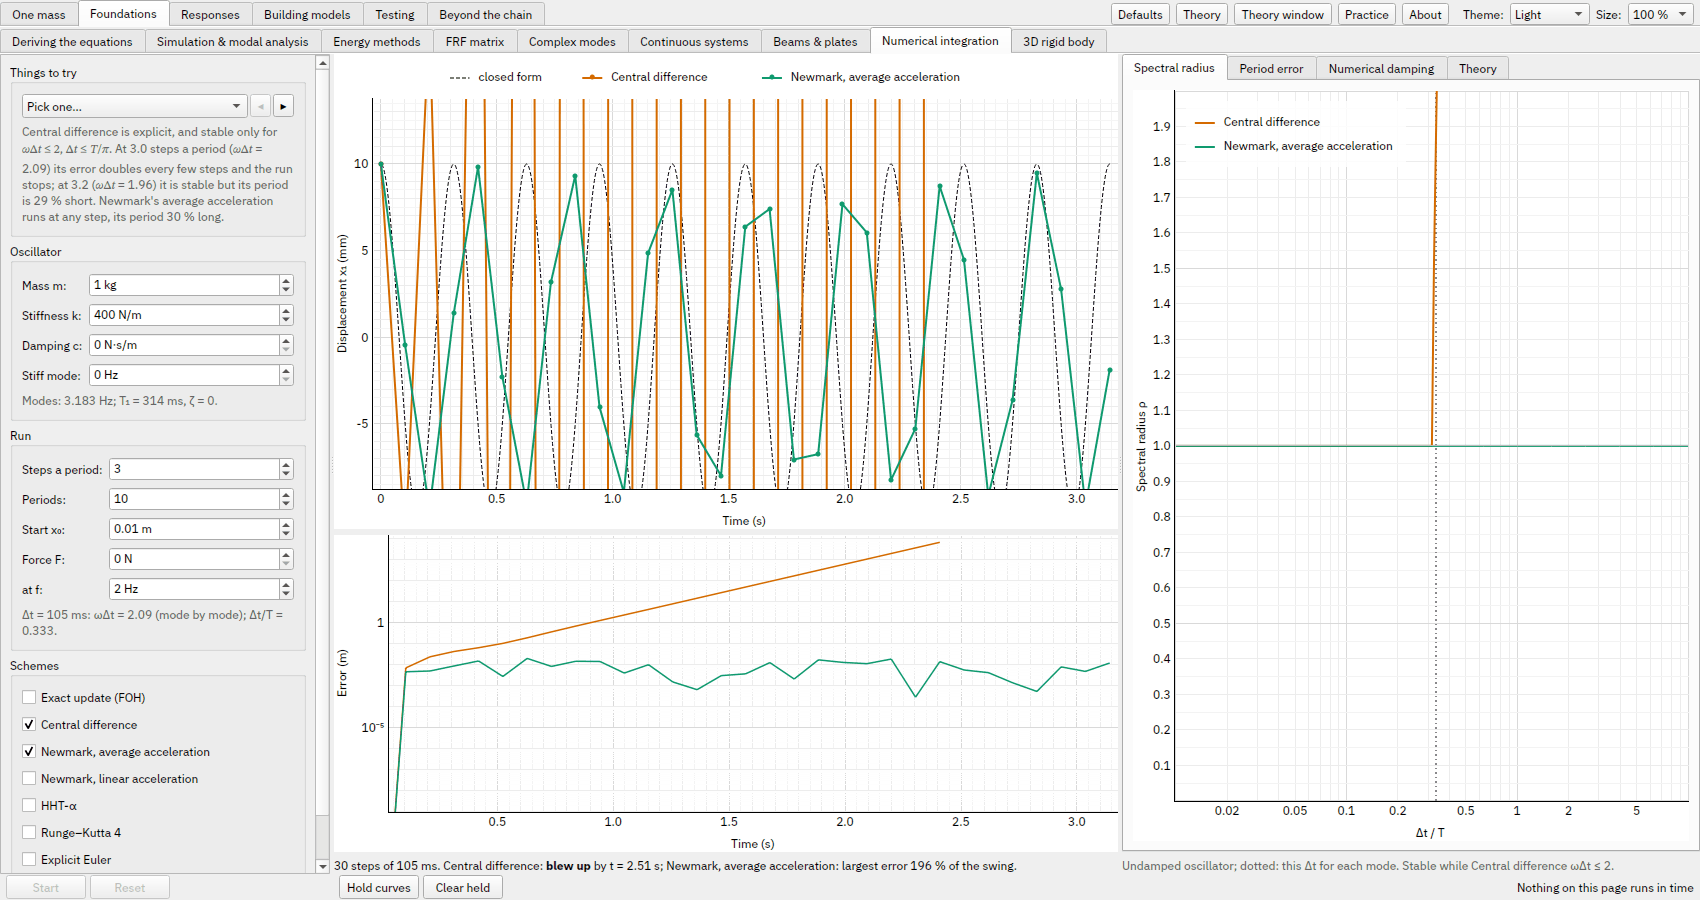 One mass
Foundations
Responses
Building models
Testing
Beyond the chain
Defaults
Theory
Theory window
Practice
About
Theme:
Light
Size:
100 %
Deriving the equations
Simulation & modal analysis
Energy methods
FRF matrix
Complex modes
Continuous systems
Beams & plates
Numerical integration
3D rigid body
Things to try
Pick one...
Central difference is explicit, and stable only for
ωΔt ≤ 2, Δt ≤ T/π. At 3.0 steps a period (ωΔt =
2.09) its error doubles every few steps and the run
stops; at 3.2 (ωΔt = 1.96) it is stable but its period
is 29 % short. Newmark's average acceleration
runs at any step, its period 30 % long.
Oscillator
Mass m:
1 kg
Stiffness k:
400 N/m
Damping c:
0 N·s/m
Stiff mode:
0 Hz
Modes: 3.183 Hz; T₁ = 314 ms, ζ = 0.
Run
Steps a period:
3
Periods:
10
Start x₀:
0.01 m
Force F:
0 N
at f:
2 Hz
Δt = 105 ms: ωΔt = 2.09 (mode by mode); Δt/T =
0.333.
Schemes
Exact update (FOH)
Central difference
Newmark, average acceleration
Newmark, linear acceleration
HHT-α
Runge–Kutta 4
Explicit Euler
Start
Reset
closed form
Central difference
Newmark, average acceleration
Displacement x₁ (mm)
10
5
0
-5
0
0.5
1.0
1.5
2.0
2.5
3.0
Time (s)
Error (m)
1
10⁻⁵
0.5
1.0
1.5
2.0
2.5
3.0
Time (s)
30 steps of 105 ms. Central difference: blew up by t = 2.51 s; Newmark, average acceleration: largest error 196 % of the swing.
Hold curves
Clear held
Spectral radius
Period error
Numerical damping
Theory
Central difference
Newmark, average acceleration
Spectral radius ρ
1.9
1.8
1.7
1.6
1.5
1.4
1.3
1.2
1.1
1.0
0.9
0.8
0.7
0.6
0.5
0.4
0.3
0.2
0.1
0.02
0.05
0.1
0.2
0.5
1
2
5
Δt / T
Undamped oscillator; dotted: this Δt for each mode. Stable while Central difference ωΔt ≤ 2.
Nothing on this page runs in time